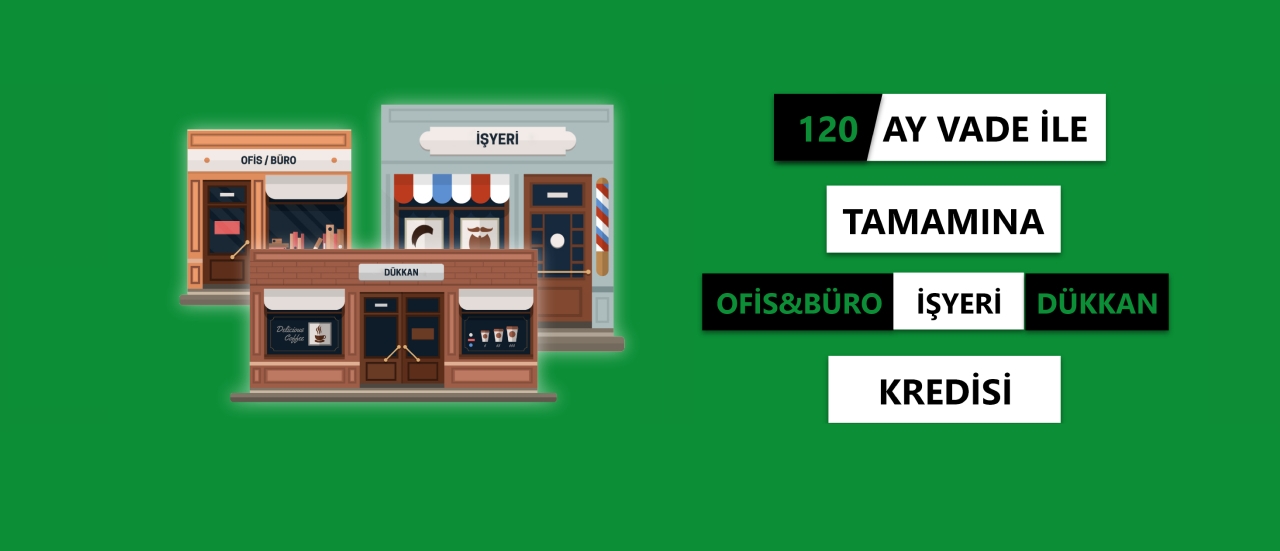 OFİS / BÜRO
İŞYERİ
DÜKKAN
Delicious
Coffee
120 AY VADE İLE
TAMAMINA
OFİS&BÜRO İŞYERİ DÜKKAN
KREDİSİ